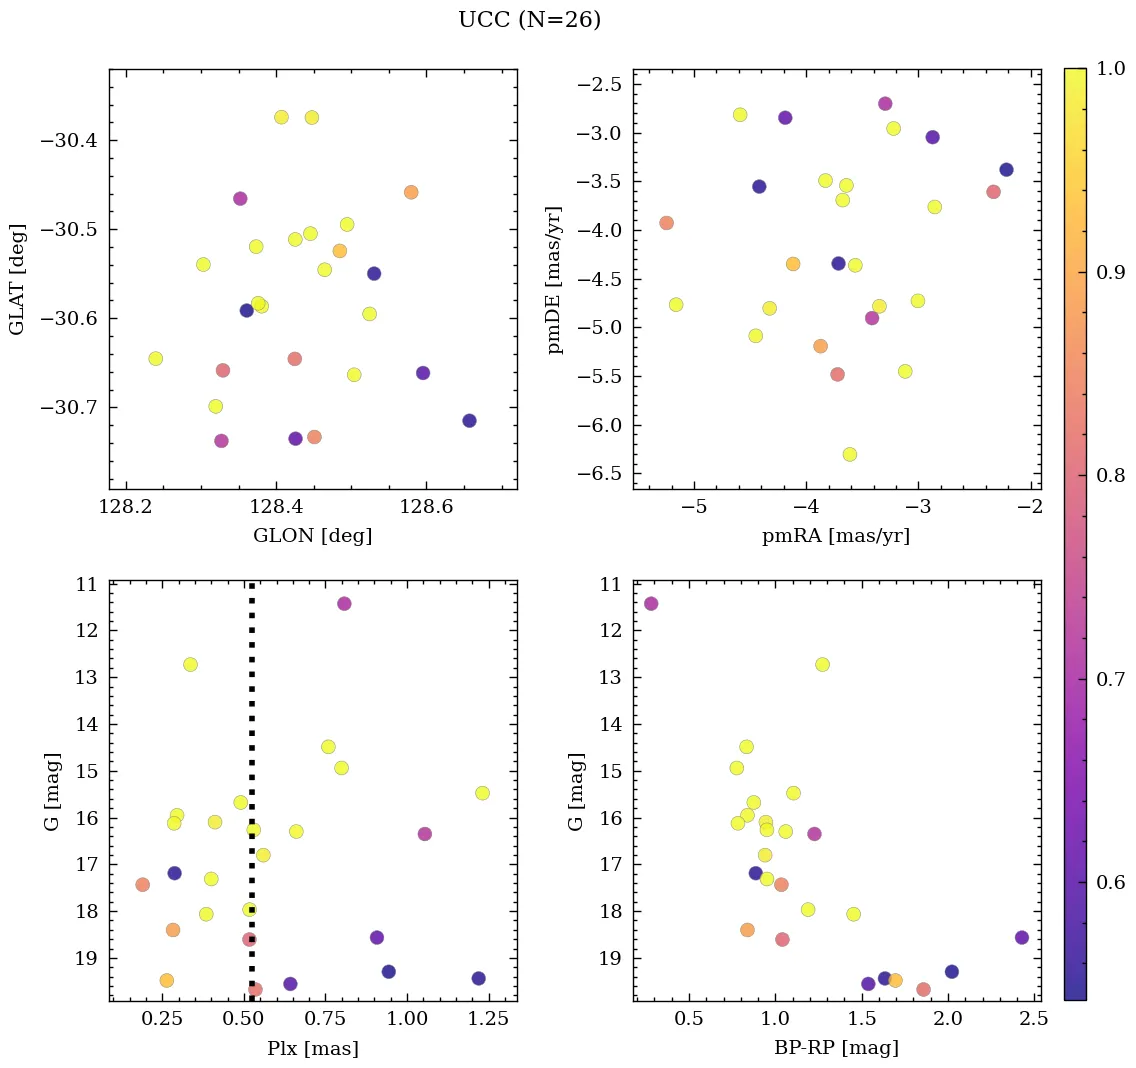 UCC (N=26)
−30.4
−30.5
−30.6
−30.7
GLAT [deg]
128.2 128.4 128.6
GLON [deg]
−2.5
−3.0
−3.5
−4.0
−4.5
−5.0
−5.5
−6.0
−6.5
pmDE [mas/yr]
−5 −4 −3 −2
pmRA [mas/yr]
1.0
0.9
0.8
0.7
0.6
11
12
13
14
15
16
17
18
19
G [mag]
0.25 0.50 0.75 1.00 1.25
Plx [mas]
11
12
13
14
15
16
17
18
19
G [mag]
0.5 1.0 1.5 2.0 2.5
BP-RP [mag]